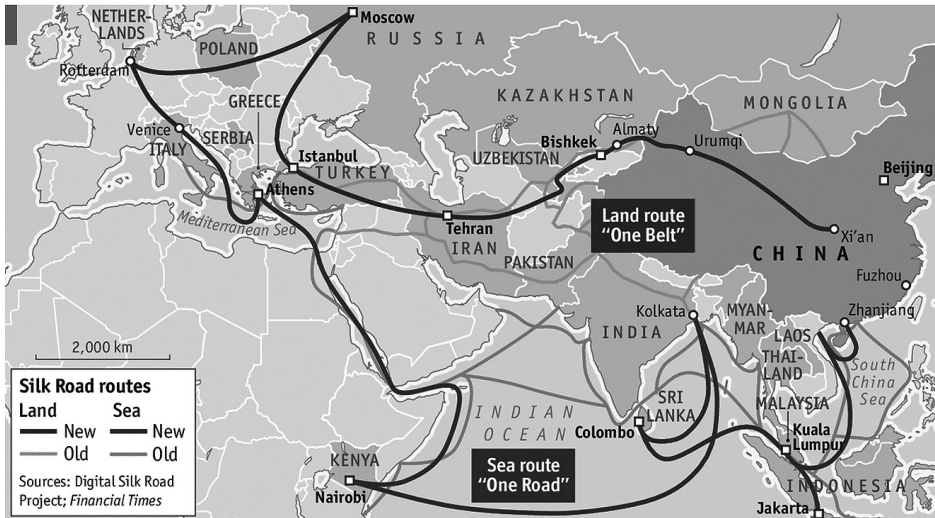 NETHER-
LANDS
Moscow
RUSSIA
POLAND
Rotterdam
KAZAKHSTAN
MONGOLIA
GREECE
Venice
ITALY
SERBIA
Bishkek
Almaty
Urumqi
UZBEKISTAN
Istanbul
TURKEY
Beijing
Athens
Mediterranean Sea
Tehran
IRAN
Land route
“One Belt”
Xi’an
CHINA
PAKISTAN
Fuzhou
Kolkata
INDIA
MYAN-
MAR
Zhanjiang
LAOS
THAI-
LAND
South
China
Sea
2,000 km
Silk Road routes
Land Sea
New New
Old Old
Sources: Digital Silk Road
Project; Financial Times
INDIAN
OCEAN
SRI
LANKA
Colombo
MALAYSIA
Kuala
Lumpur
KENYA
Nairobi
Sea route
“One Road”
INDONESIA
Jakarta